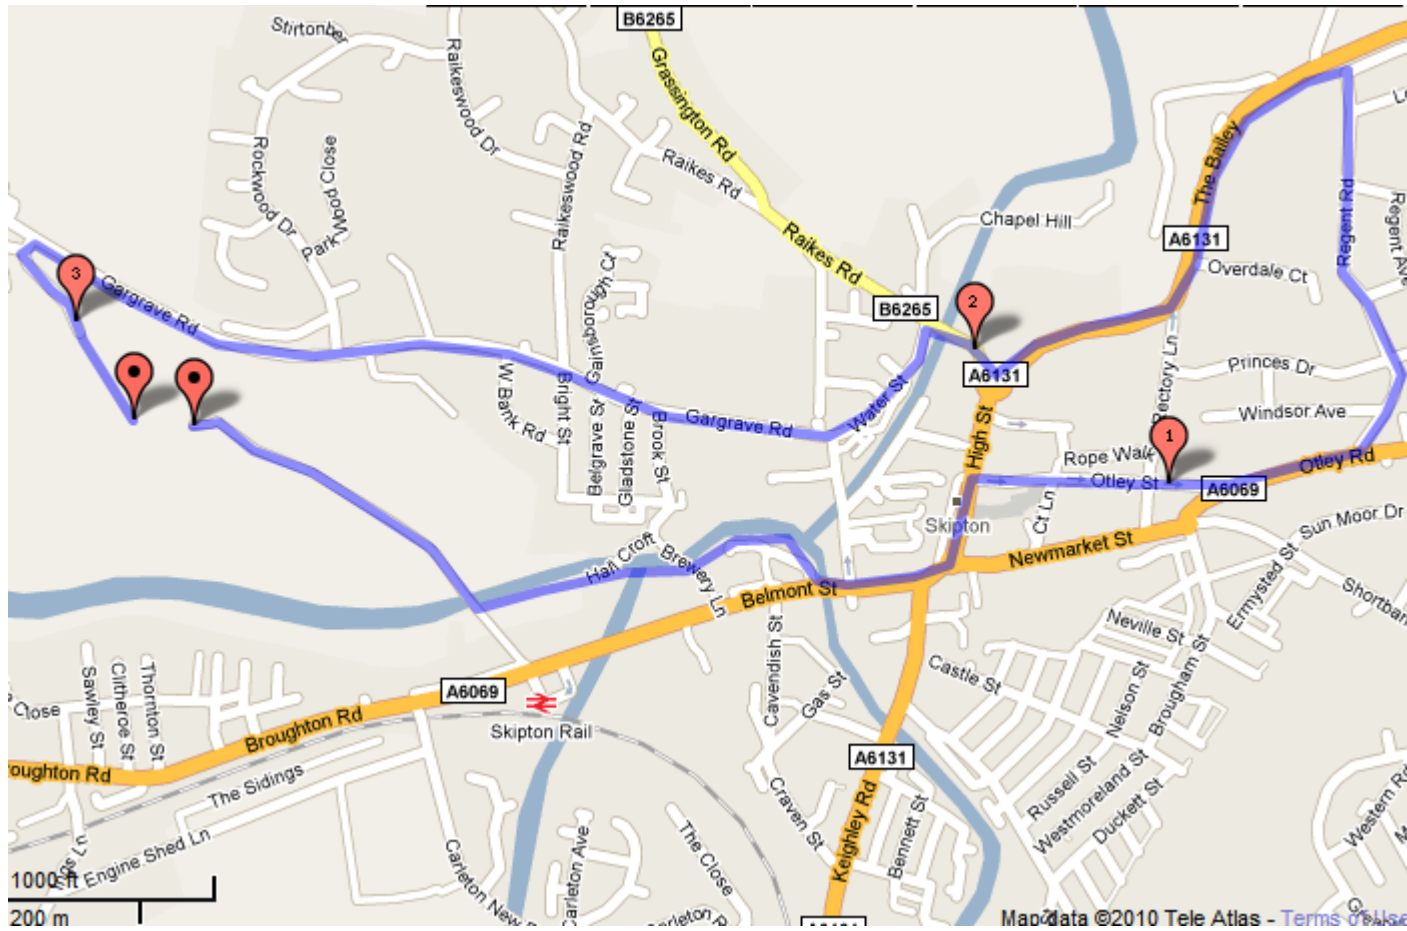 B6265
Stirtonber
Raikeswood Dr
Grassington Rd
Rockwood Dr
Wood Close
Park
Raikeswood Rd
Raikes Rd
Raikes Rd
Chapel Hill
The Bailey
A6131
Regent Rd
Regent Ave
Overdale Ct
3
Gargrave Rd
Gainsborough Ct
B6265
2
A6131
Rectory Ln
Princes Dr
Windsor Ave
W Bank Rd
Bright St
Belgrave St
Gladstone St
Brook St
Gargrave Rd
Water St
High St
Rope Walk
1
Otley St
A6069
Otley Rd
Ct Ln
Skipton
Newmarket St
Sun Moor Dr
Ermysted St
Shortban
Half Croft
Brewery Ln
Belmont St
Neville St
Brougham St
Nelson St
Castle St
Cavendish St
Gas St
A6069
Skipton Rail
Close
Sawley St
Clitheroe St
Thornton St
Broughton Rd
roughton Rd
The Sidings
Engine Shed Ln
A6131
Keighley Rd
Craven St
Bennett St
Russell St
Westmoreland St
Duckett St
Western Rd
The Close
Carleton Ave
Carleton New
Carleton R
1000 ft
200 m
Map data ©2010 Tele Atlas - Terms of Use